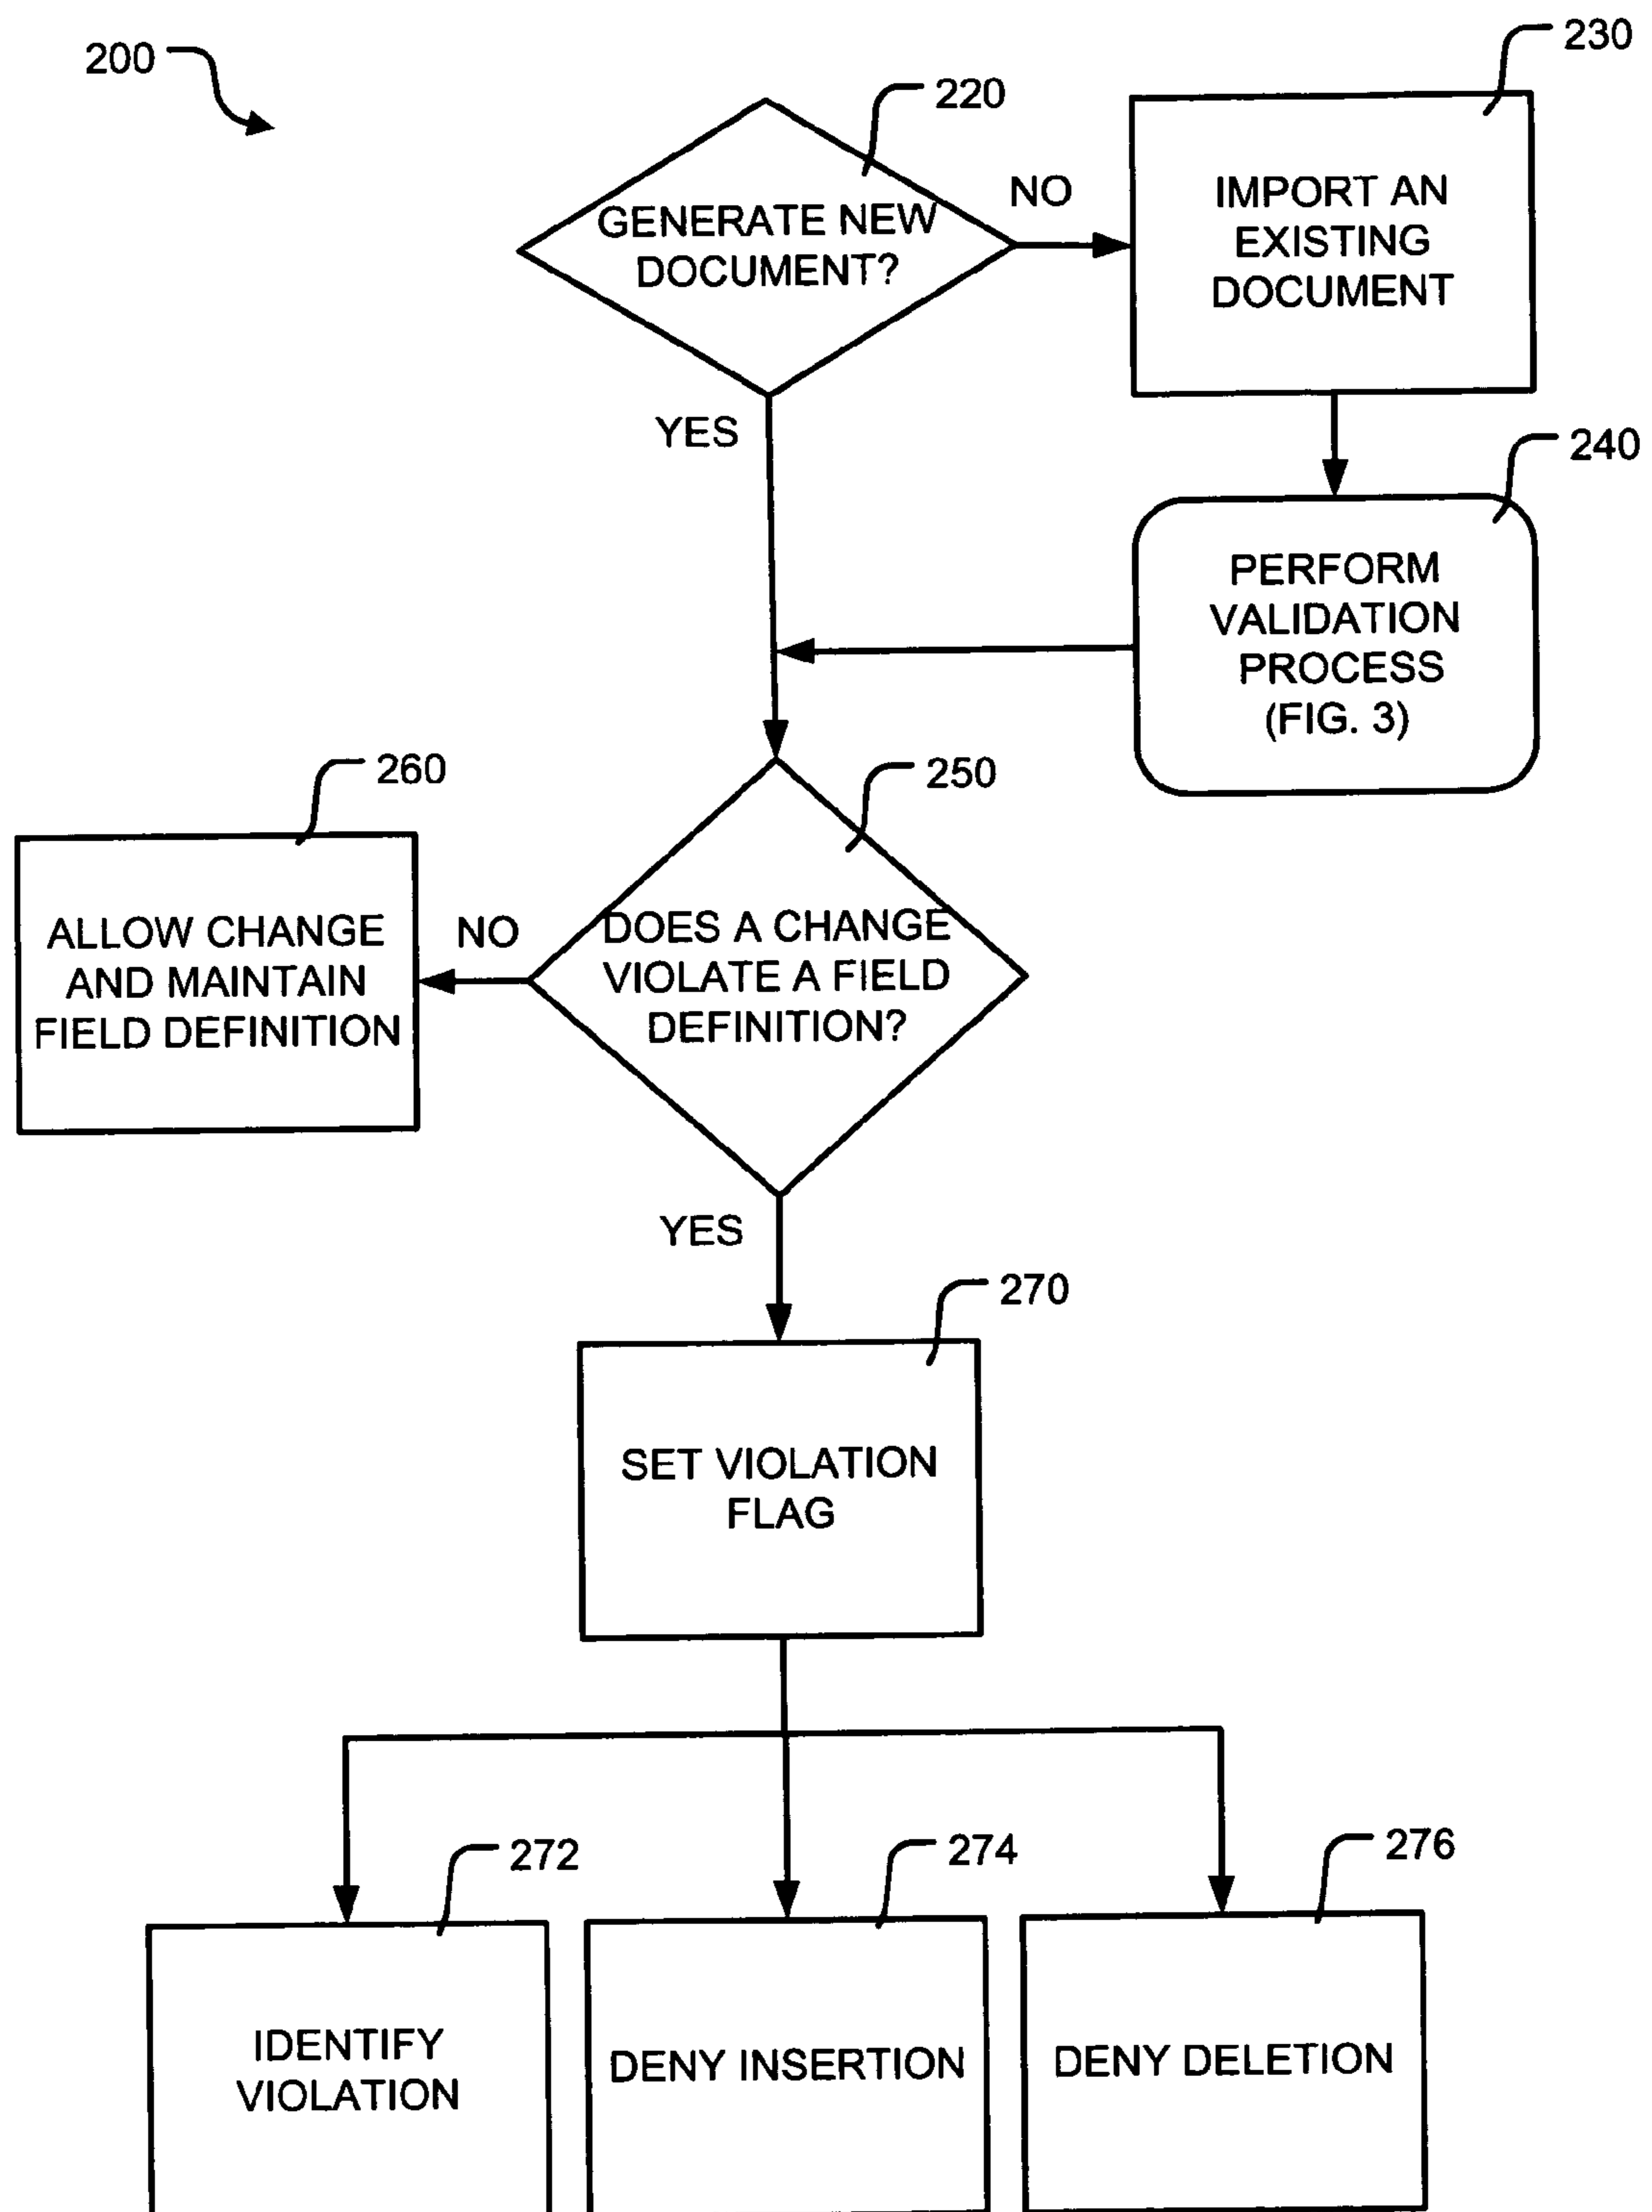 200
220
230
GENERATE NEW
DOCUMENT?
NO
IMPORT AN
EXISTING
DOCUMENT
YES
240
PERFORM
VALIDATION
PROCESS
(FIG. 3)
260
250
ALLOW CHANGE
AND MAINTAIN
FIELD DEFINITION
NO
DOES A CHANGE
VIOLATE A FIELD
DEFINITION?
YES
270
SET VIOLATION
FLAG
272
274
276
IDENTIFY
VIOLATION
DENY INSERTION
DENY DELETION